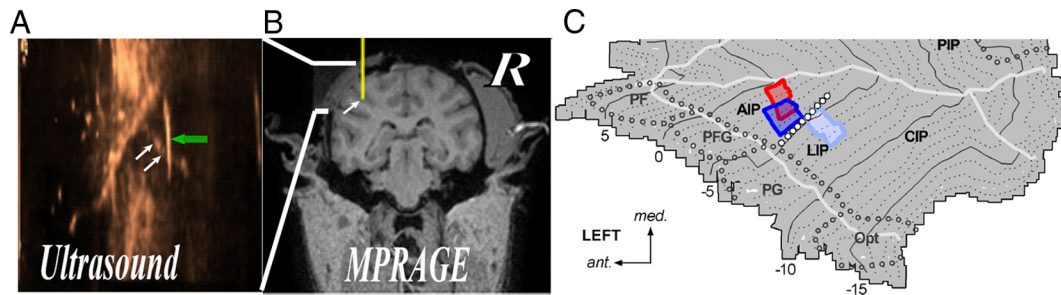 A
Ultrasound
B
R
MPRAGE
C
PIP
PF
AIP
PFG
LIP
CIP
5
0
-5
PG
med.
LEFT
ant.
Opt
-10
-15